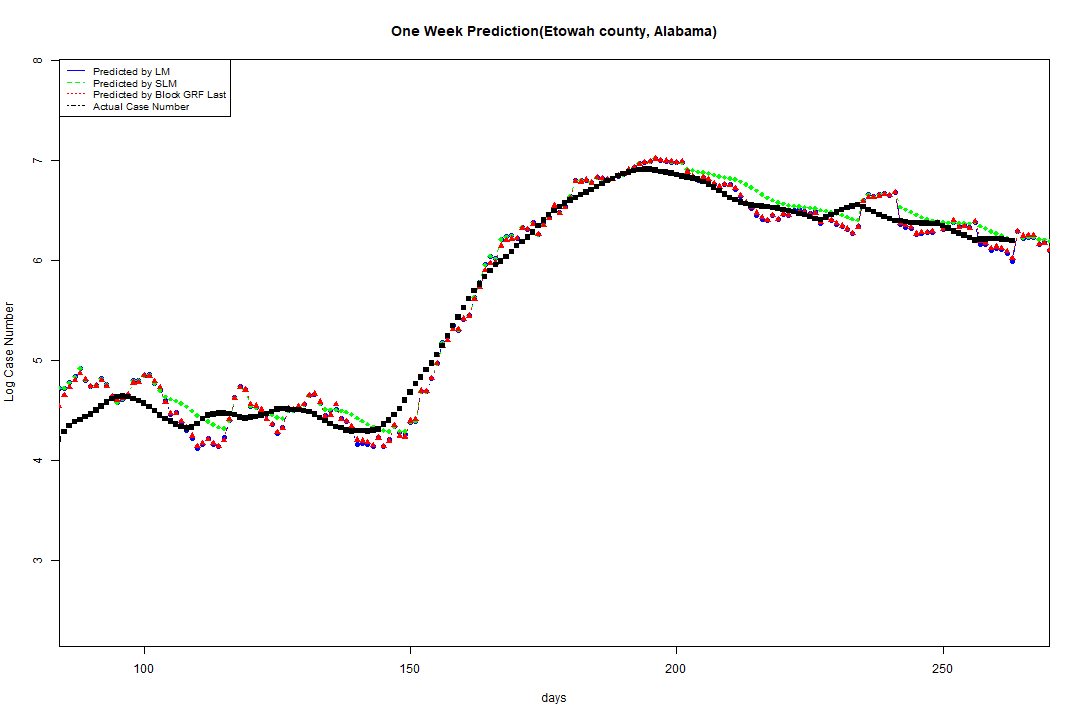 One Week Prediction(Etowah county, Alabama)
Predicted by LM
Predicted by SLM
Predicted by Block GRF Last
Actual Case Number
8
7
6
5
4
3
Log Case Number
100 150 200 250
days